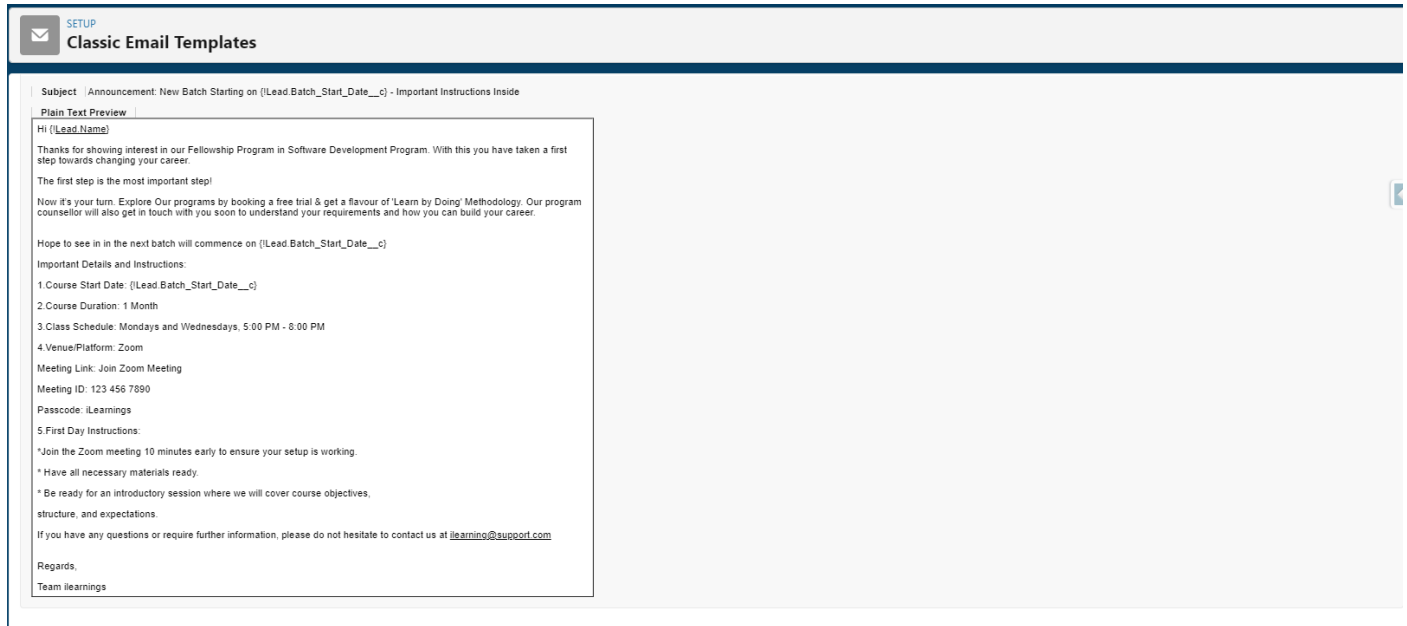 SETUP
Classic Email Templates
Subject Announcement: New Batch Starting on {!Lead.Batch_Start_Date__c} - Important Instructions Inside
Plain Text Preview
Hi {!Lead.Name}
Thanks for showing interest in our Fellowship Program in Software Development Program. With this you have taken a first
step towards changing your career.
The first step is the most important step!
Now it's your turn. Explore Our programs by booking a free trial & get a flavour of 'Learn by Doing' Methodology. Our program
counsellor will also get in touch with you soon to understand your requirements and how you can build your career.
Hope to see in in the next batch will commence on {!Lead.Batch_Start_Date__c}
Important Details and Instructions:
1.Course Start Date: {!Lead.Batch_Start_Date__c}
2.Course Duration: 1 Month
3.Class Schedule: Mondays and Wednesdays, 5:00 PM - 8:00 PM
4.Venue/Platform: Zoom
Meeting Link: Join Zoom Meeting
Meeting ID: 123 456 7890
Passcode: iLearnings
5.First Day Instructions:
*Join the Zoom meeting 10 minutes early to ensure your setup is working.
* Have all necessary materials ready.
* Be ready for an introductory session where we will cover course objectives,
structure, and expectations.
If you have any questions or require further information, please do not hesitate to contact us at ilearning@support.com
Regards,
Team ilearnings